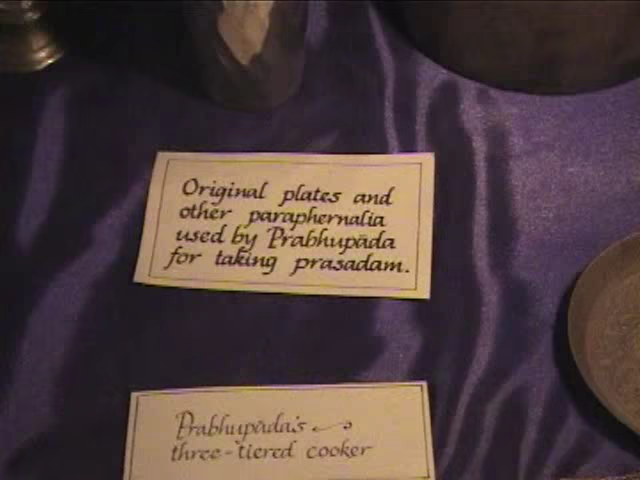 Original plates and
other paraphernalia
used by Prabhupāda
for taking prasadam.
Prabhupāda's
three-tiered cooker